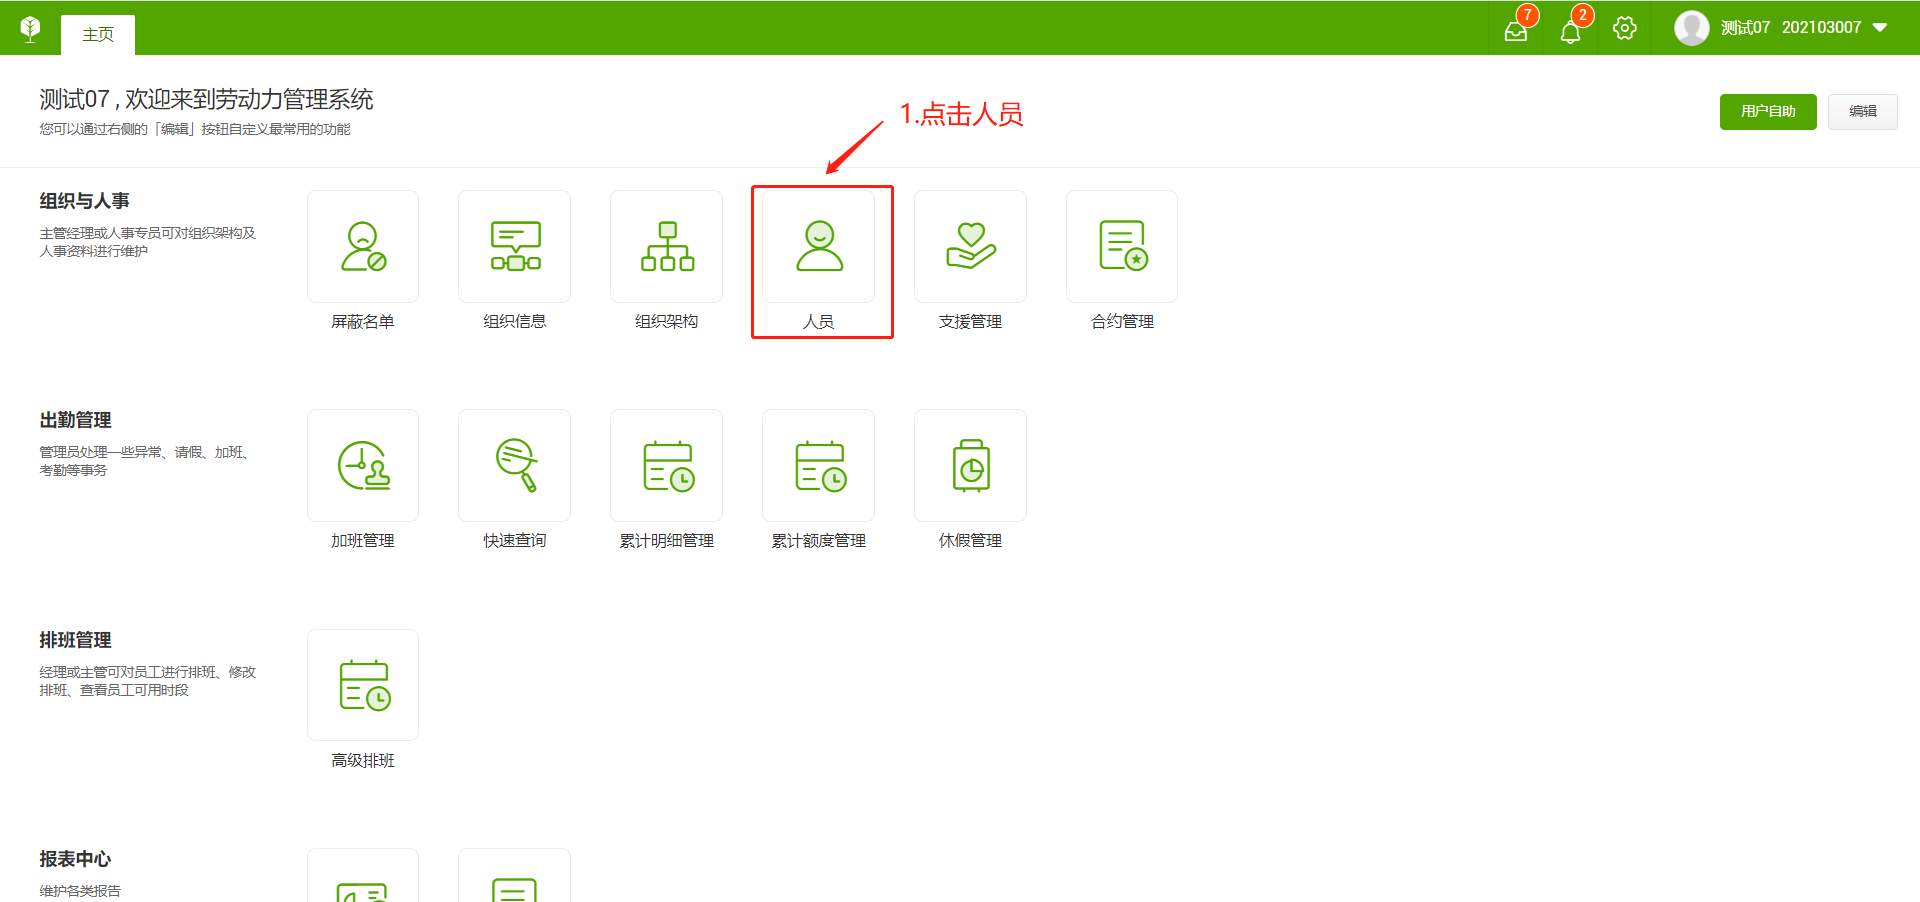 主页
7
2
测试07 202103007
测试07 , 欢迎来到劳动力管理系统
您可以通过右侧的「编辑」按钮自定义最常用的功能
1.点击人员
用户自助
编辑
组织与人事
主管经理或人事专员可对组织架构及
人事资料进行维护
屏蔽名单
组织信息
组织架构
人员
支援管理
合约管理
出勤管理
管理员处理一些异常、请假、加班、
考勤等事务
加班管理
快速查询
累计明细管理
累计额度管理
休假管理
排班管理
经理或主管可对员工进行排班、修改
排班、查看员工可用时段
高级排班
报表中心
维护各类报告